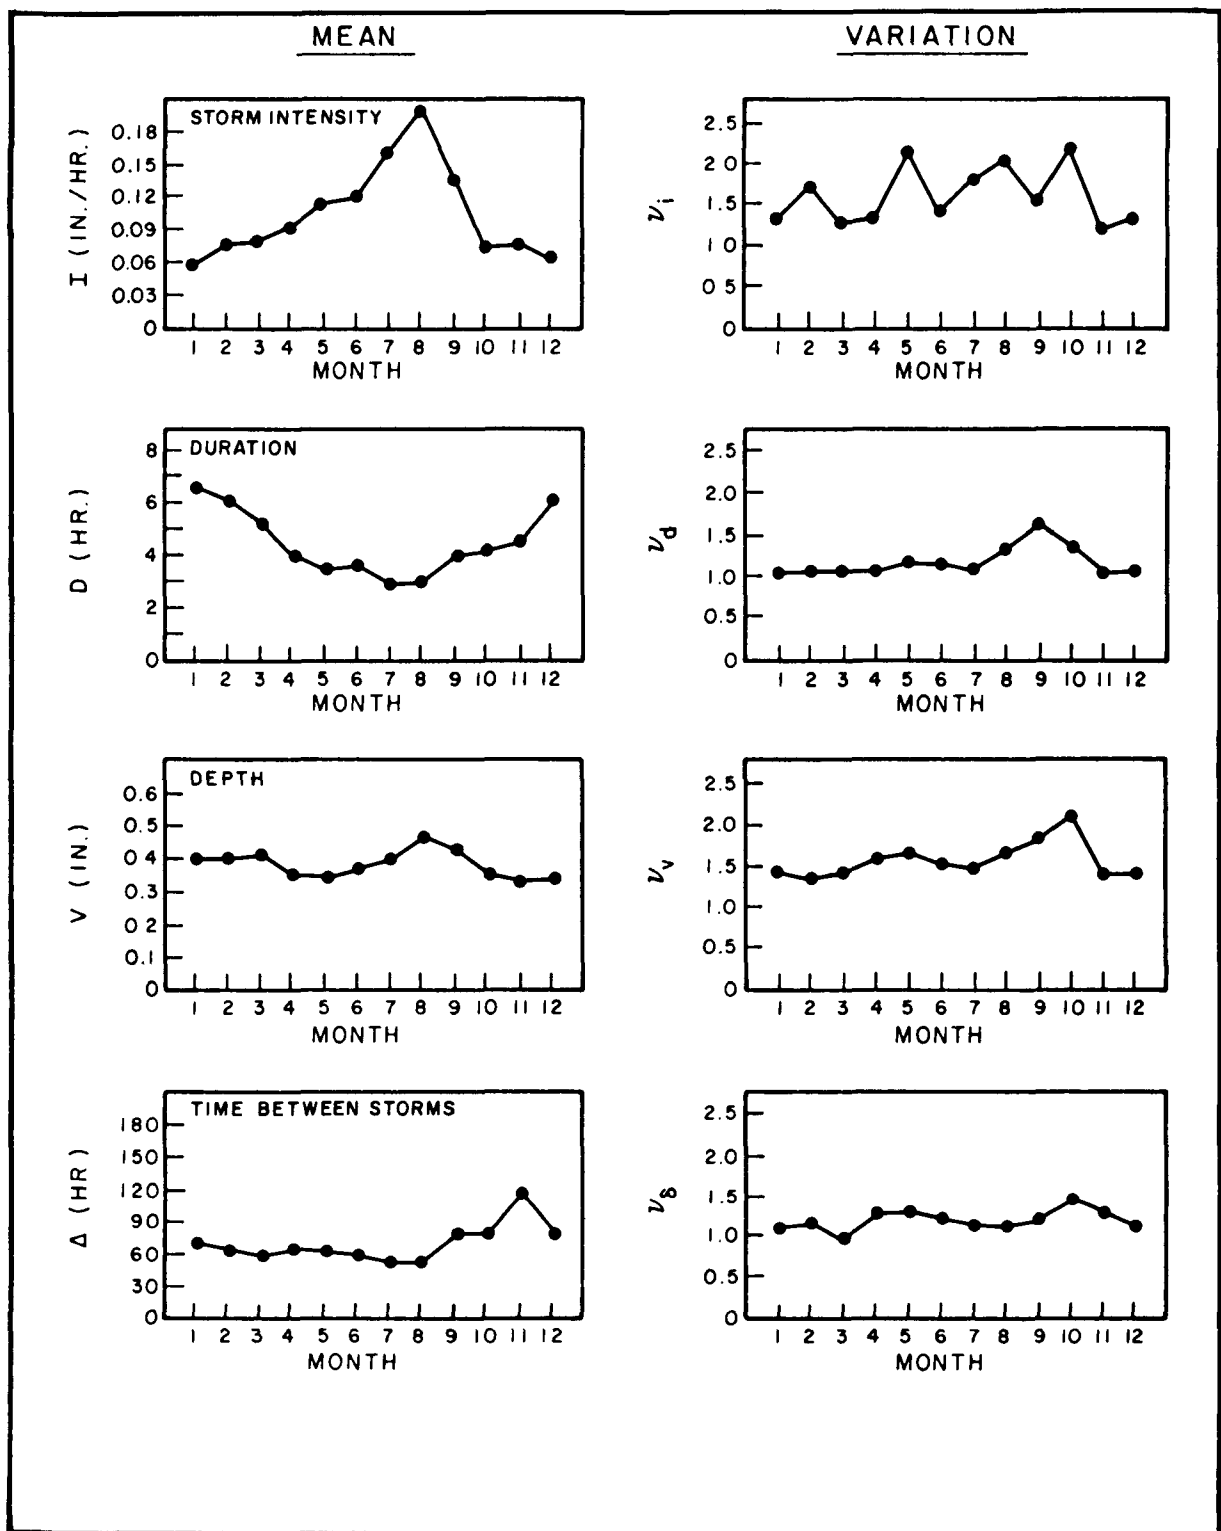 MEAN
VARIATION
STORM INTENSITY
I (IN./HR.)
0.18
0.15
0.12
0.09
0.06
0.03
0
1 2 3 4 5 6 7 8 9 10 11 12
MONTH
ν i
2.5
2 0
1.5
1 0
0 5
0
1 2 3 4 5 6 7 8 9 10 11 12
MONTH
DURATION
D (HR.)
8
6
4
2
0
1 2 3 4 5 6 7 8 9 10 11 12
MONTH
ν d
2.5
2.0
1.5
1.0
0.5
0
1 2 3 4 5 6 7 8 9 10 11 12
MONTH
DEPTH
V (IN.)
0.6
0.5
0 4
0.3
0 2
0.1
0
1 2 3 4 5 6 7 8 9 10 11 12
MONTH
ν v
2.5
2.0
1.5
1.0
0.5
0
1 2 3 4 5 6 7 8 9 10 11 12
MONTH
TIME BETWEEN STORMS
Δ (HR)
180
150
120
90
60
30
0
1 2 3 4 5 6 7 8 9 10 11 12
MONTH
ν δ
2.5
2.0
1.5
1.0
0.5
0
1 2 3 4 5 6 7 8 9 10 11 12
MONTH